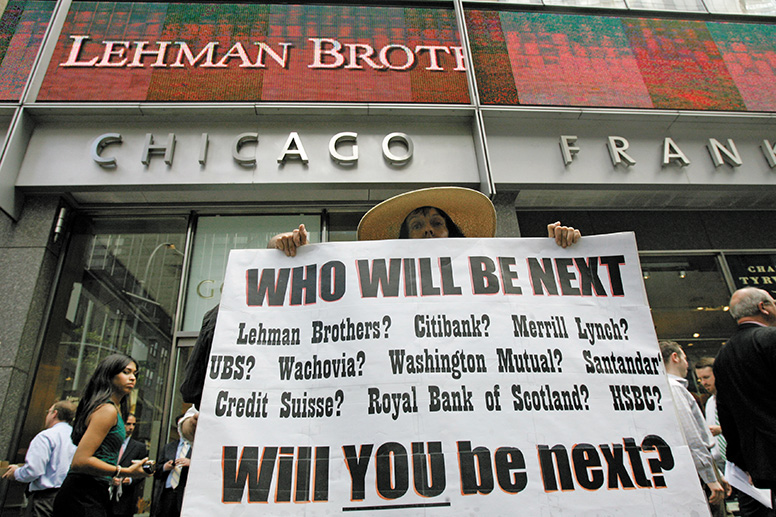 LEHMAN BROTH
CHICAGO FRANK
WHO WILL BE NEXT
Lehman Brothers? Citibank? Merrill Lynch?
UBS? Wachovia? Washington Mutual? Santandar
Credit Suisse? Royal Bank of Scotland? HSBC?
Will YOU be next?